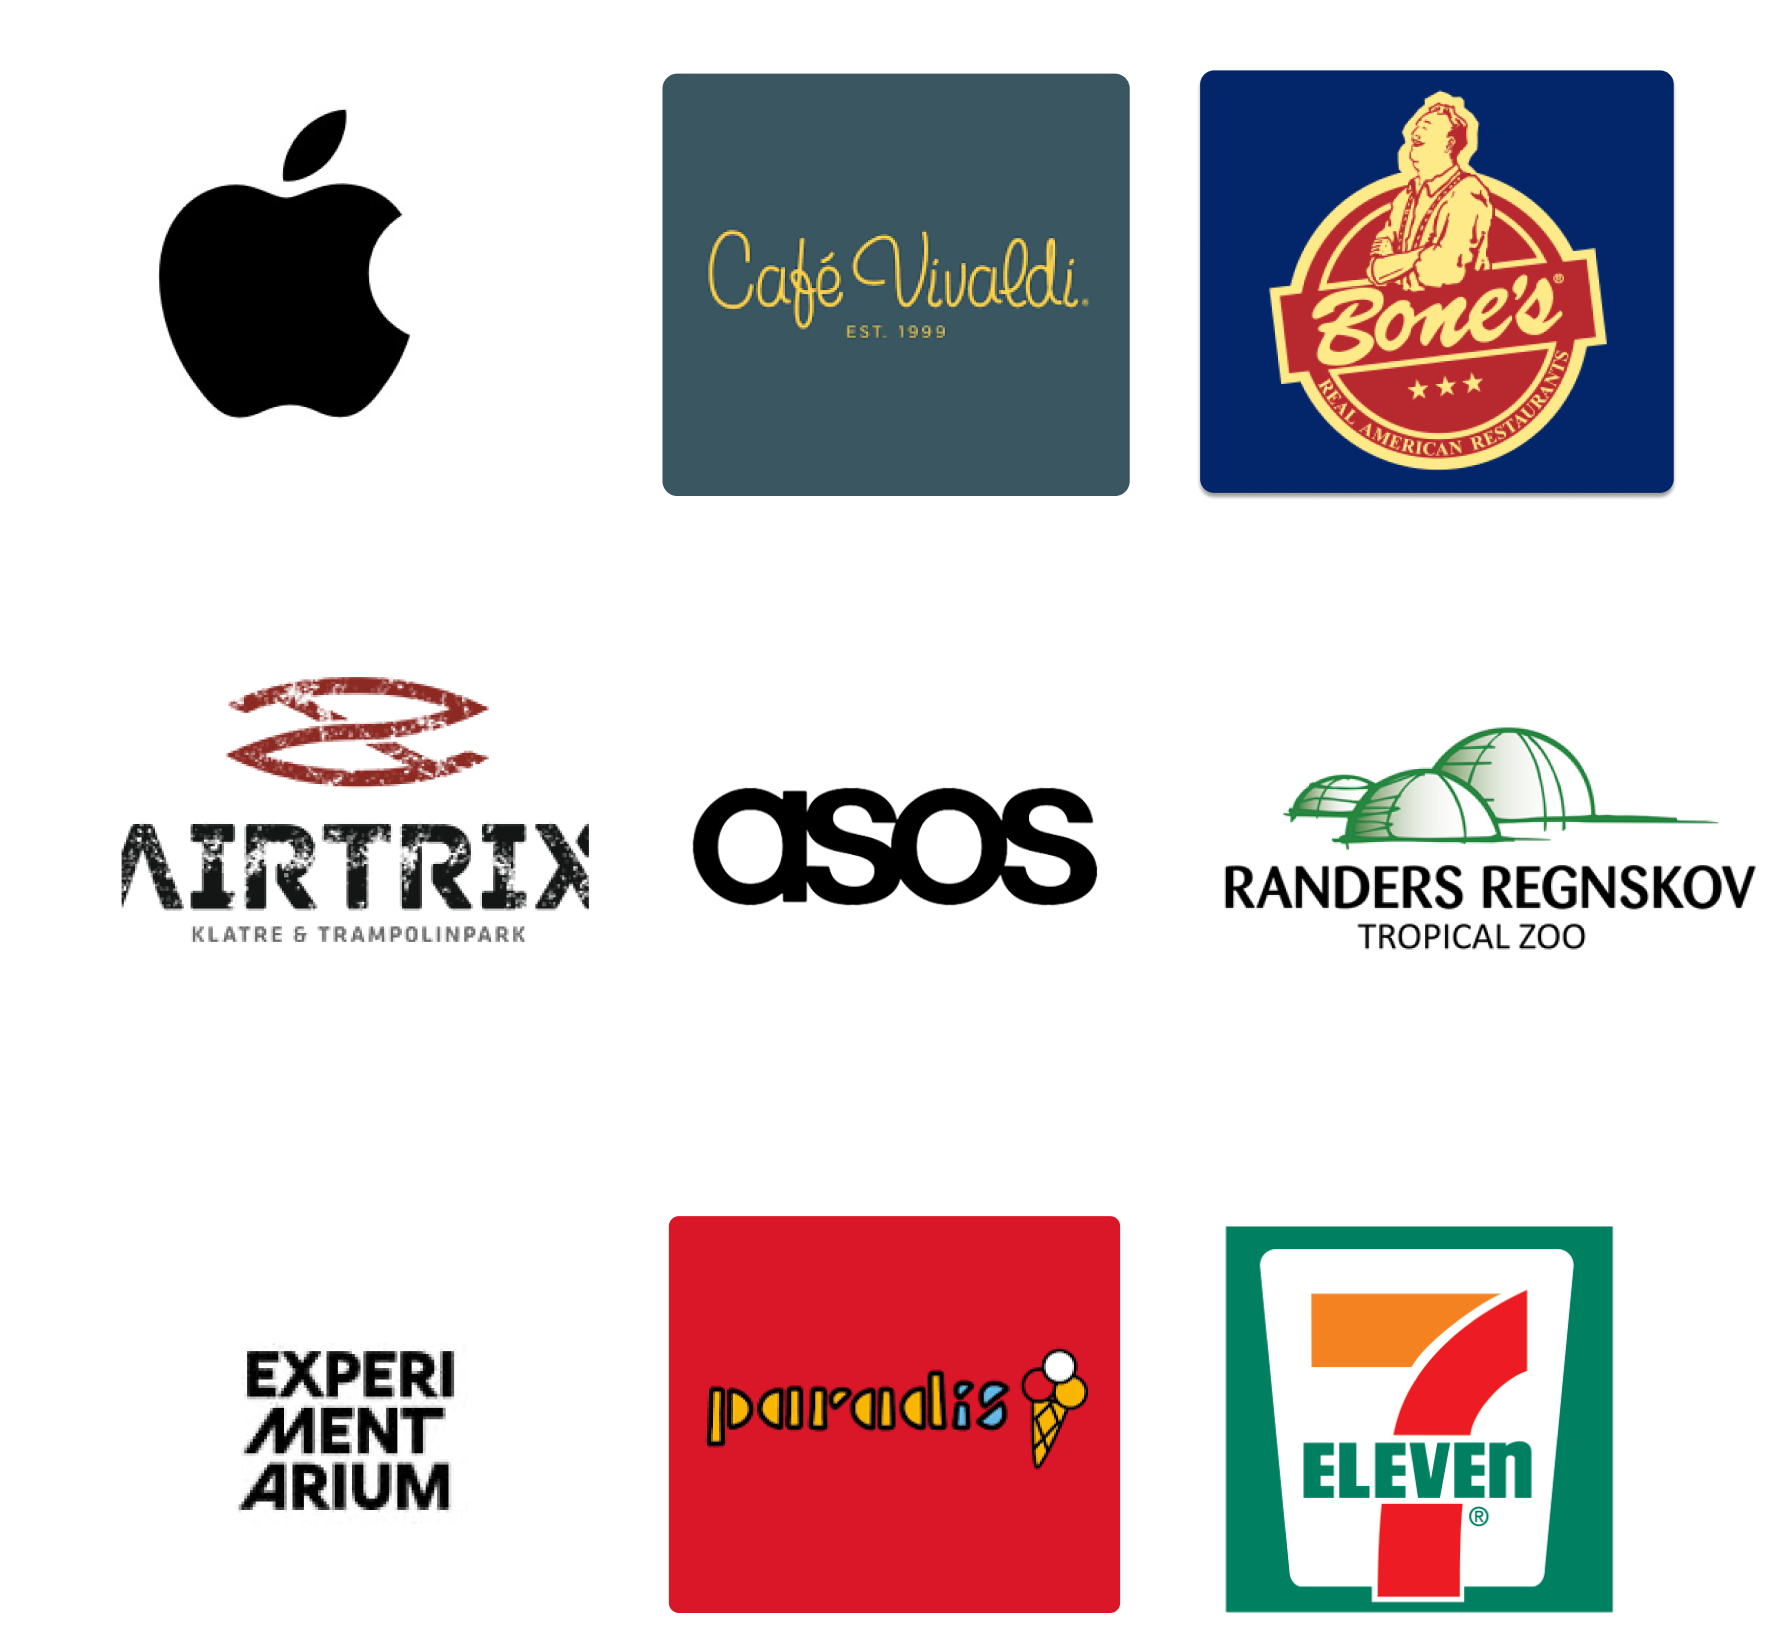 Café Vivaldi®
EST. 1999
Bone's®
REAL AMERICAN RESTAURANTS
AIRTRIX
KLATRE & TRAMPOLINPARK
asos
RANDERS REGNSKOV
TROPICAL ZOO
EXPERI
MENT
ARIUM
paradis
7
ELEVEn
®